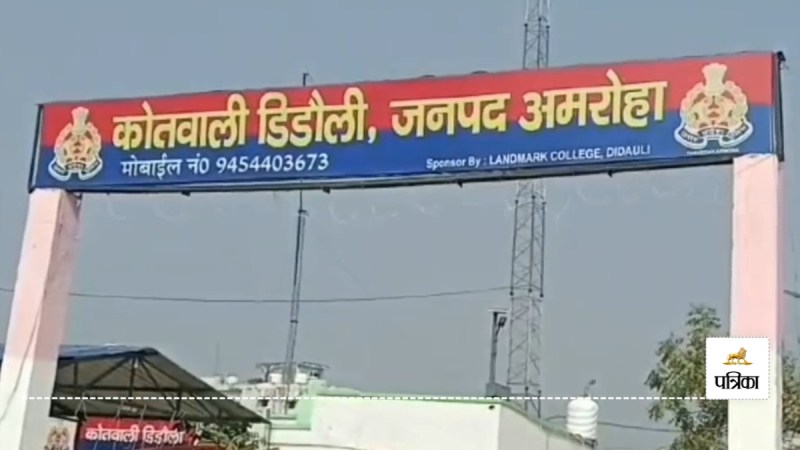 कोतवाली डिडौली, जनपद अमरोहा
मोबाईल नं0 9454403673
Sponsor By : LANDMARK COLLEGE, DIDAULI
पत्रिका
कोतवाली डिडौली